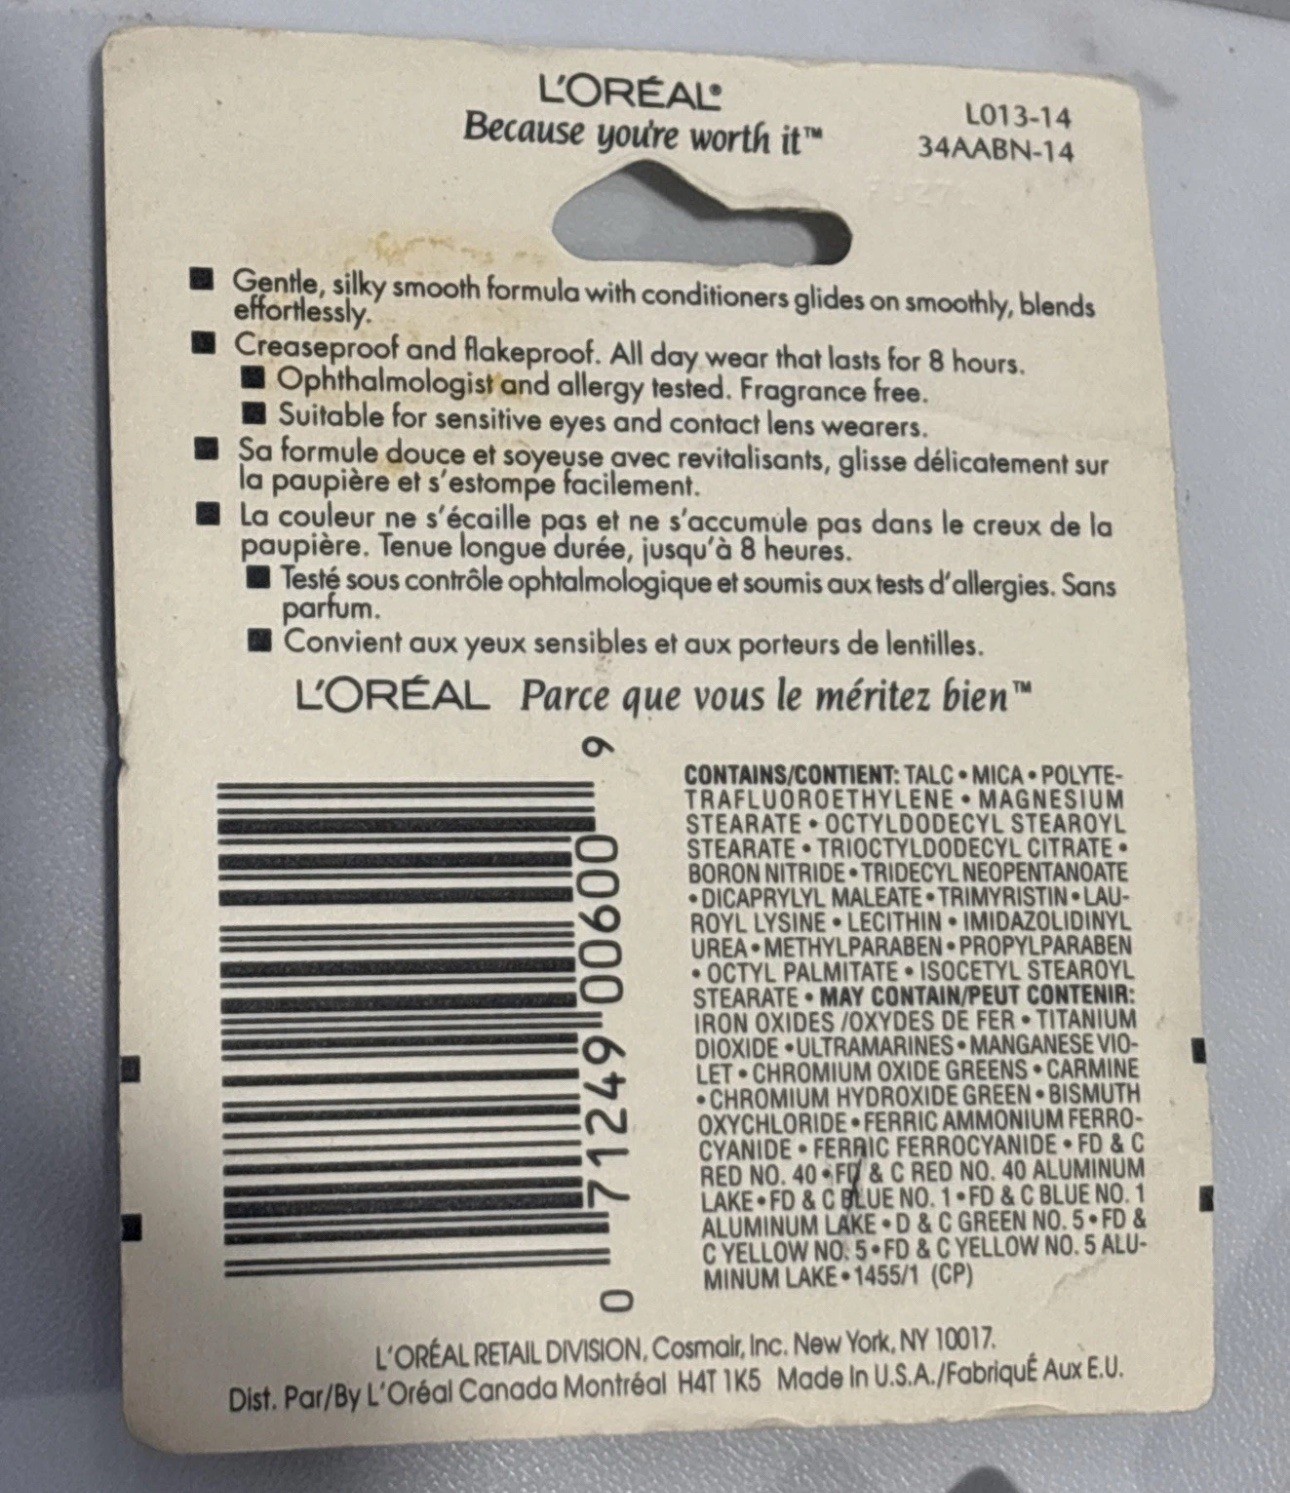 L'ORÉAL®
Because you're worth it™
L013-14
34AABN-14
■ Gentle, silky smooth formula with conditioners glides on smoothly, blends
effortlessly.
■ Creaseproof and flakeproof. All day wear that lasts for 8 hours.
■ Ophthalmologist and allergy tested. Fragrance free.
■ Suitable for sensitive eyes and contact lens wearers.
■ Sa formule douce et soyeuse avec revitalisants, glisse délicatement sur
la paupière et s'estompe facilement.
■ La couleur ne s'écaille pas et ne s'accumule pas dans le creux de la
paupière. Tenue longue durée, jusqu'à 8 heures.
■ Testé sous contrôle ophtalmologique et soumis aux tests d'allergies. Sans
parfum.
■ Convient aux yeux sensibles et aux porteurs de lentilles.
L'ORÉAL Parce que vous le méritez bien™
0 71249 00600 9
CONTAINS/CONTIENT: TALC • MICA • POLYTE-
TRAFLUOROETHYLENE • MAGNESIUM
STEARATE • OCTYLDODECYL STEAROYL
STEARATE • TRIOCTYLDODECYL CITRATE •
BORON NITRIDE • TRIDECYL NEOPENTANOATE
• DICAPRYLYL MALEATE • TRIMYRISTIN • LAU-
ROYL LYSINE • LECITHIN • IMIDAZOLIDINYL
UREA • METHYLPARABEN • PROPYLPARABEN
• OCTYL PALMITATE • ISOCETYL STEAROYL
STEARATE • MAY CONTAIN/PEUT CONTENIR:
IRON OXIDES /OXYDES DE FER • TITANIUM
DIOXIDE • ULTRAMARINES • MANGANESE VIO-
LET • CHROMIUM OXIDE GREENS • CARMINE
• CHROMIUM HYDROXIDE GREEN • BISMUTH
OXYCHLORIDE • FERRIC AMMONIUM FERRO-
CYANIDE • FERRIC FERROCYANIDE • FD & C
RED NO. 40 • FD & C RED NO. 40 ALUMINUM
LAKE • FD & C BLUE NO. 1 • FD & C BLUE NO. 1
ALUMINUM LAKE • D & C GREEN NO. 5 • FD &
C YELLOW NO. 5 • FD & C YELLOW NO. 5 ALU-
MINUM LAKE • 1455/1 (CP)
L'ORÉAL RETAIL DIVISION, Cosmair, Inc. New York, NY 10017.
Dist. Par/By L'Oréal Canada Montréal H4T 1K5 Made In U.S.A./FabriquÉ Aux E.U.